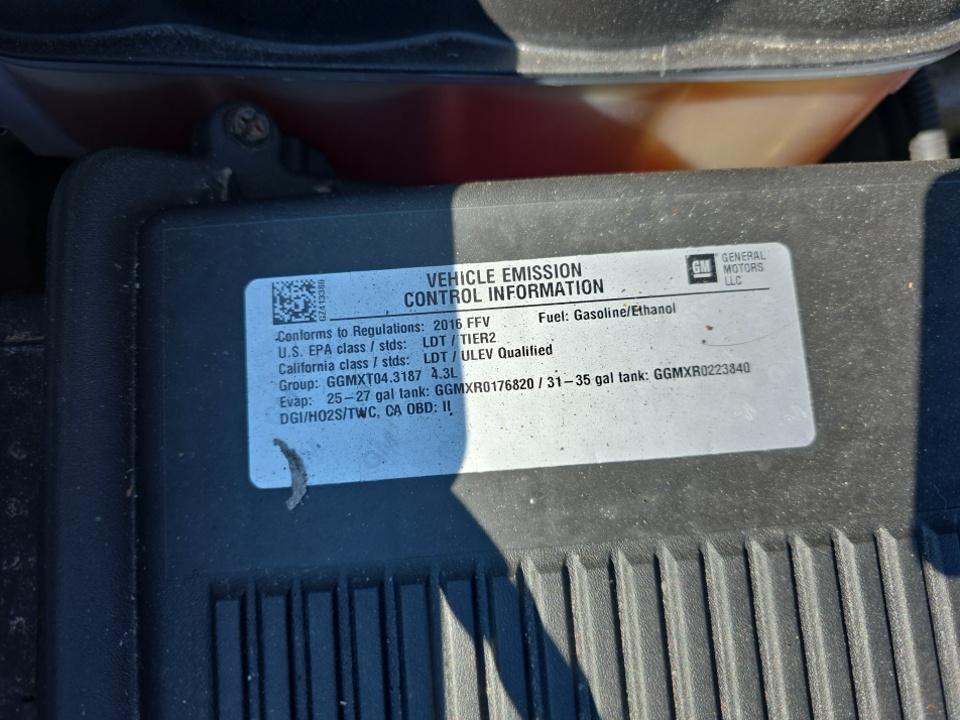 VEHICLE EMISSION
CONTROL INFORMATION
GM
GENERAL
MOTORS
LLC
Conforms to Regulations: 2016 FFV Fuel: Gasoline/Ethanol
U.S. EPA class / stds: LDT / TIER2
California class / stds: LDT / ULEV Qualified
Group: GGMXT04.3187 4.3L
Evap: 25-27 gal tank: GGMXR0176820 / 31-35 gal tank: GGMXR0223840
DGI/HO2S/TWC, CA OBD: II